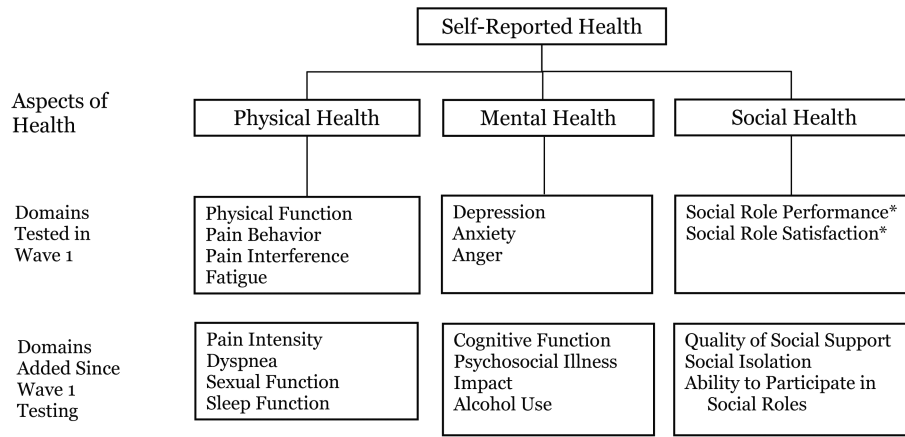 Self-Reported Health
Aspects of
Health
Physical Health
Mental Health
Social Health
Domains
Tested in
Wave 1
Physical Function
Pain Behavior
Pain Interference
Fatigue
Depression
Anxiety
Anger
Social Role Performance*
Social Role Satisfaction*
Domains
Added Since
Wave 1
Testing
Pain Intensity
Dyspnea
Sexual Function
Sleep Function
Cognitive Function
Psychosocial Illness
Impact
Alcohol Use
Quality of Social Support
Social Isolation
Ability to Participate in
Social Roles